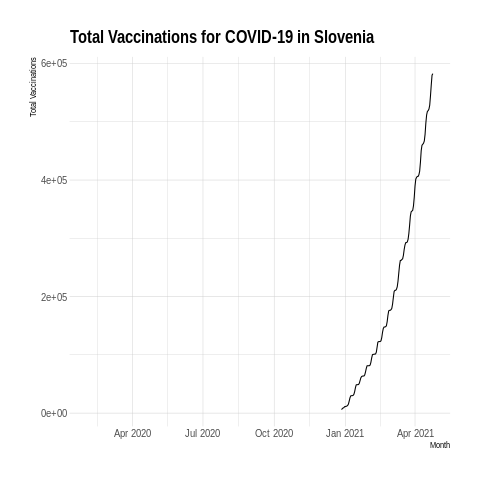 Total Vaccinations for COVID-19 in Slovenia
Total Vaccinations
6e+05
4e+05
2e+05
0e+00
Apr 2020 Jul 2020 Oct 2020 Jan 2021 Apr 2021
Month